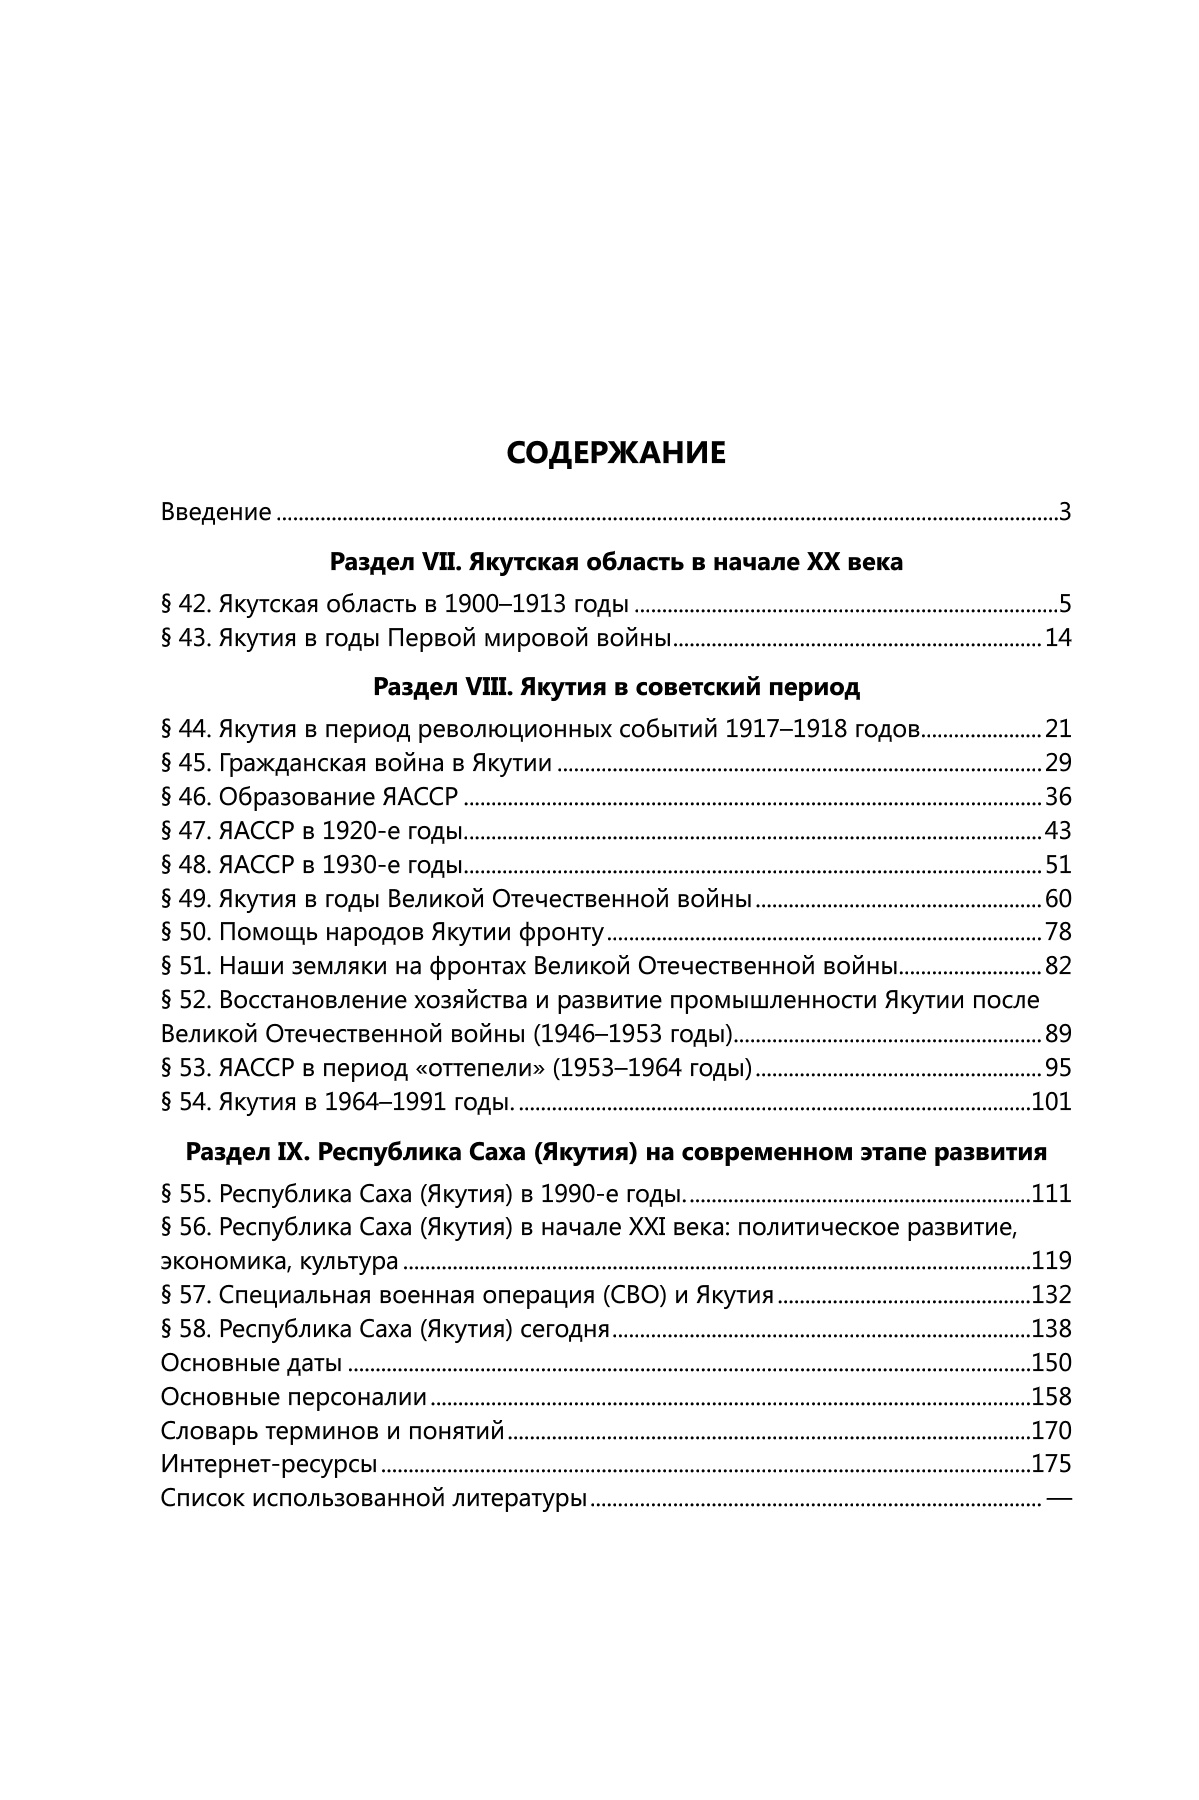 СОДЕРЖАНИЕ
Введение ........ 3
Раздел VII. Якутская область в начале XX века
§ 42. Якутская область в 1900–1913 годы ........ 5
§ 43. Якутия в годы Первой мировой войны ........ 14
Раздел VIII. Якутия в советский период
§ 44. Якутия в период революционных событий 1917–1918 годов ........ 21
§ 45. Гражданская война в Якутии ........ 29
§ 46. Образование ЯАССР ........ 36
§ 47. ЯАССР в 1920-е годы ........ 43
§ 48. ЯАССР в 1930-е годы ........ 51
§ 49. Якутия в годы Великой Отечественной войны ........ 60
§ 50. Помощь народов Якутии фронту ........ 78
§ 51. Наши земляки на фронтах Великой Отечественной войны ........ 82
§ 52. Восстановление хозяйства и развитие промышленности Якутии после
Великой Отечественной войны (1946–1953 годы) ........ 89
§ 53. ЯАССР в период «оттепели» (1953–1964 годы) ........ 95
§ 54. Якутия в 1964–1991 годы. ........ 101
Раздел IX. Республика Саха (Якутия) на современном этапе развития
§ 55. Республика Саха (Якутия) в 1990-е годы. ........ 111
§ 56. Республика Саха (Якутия) в начале XXI века: политическое развитие,
экономика, культура ........ 119
§ 57. Специальная военная операция (СВО) и Якутия ........ 132
§ 58. Республика Саха (Якутия) сегодня ........ 138
Основные даты ........ 150
Основные персоналии ........ 158
Словарь терминов и понятий ........ 170
Интернет-ресурсы ........ 175
Список использованной литературы ........ —